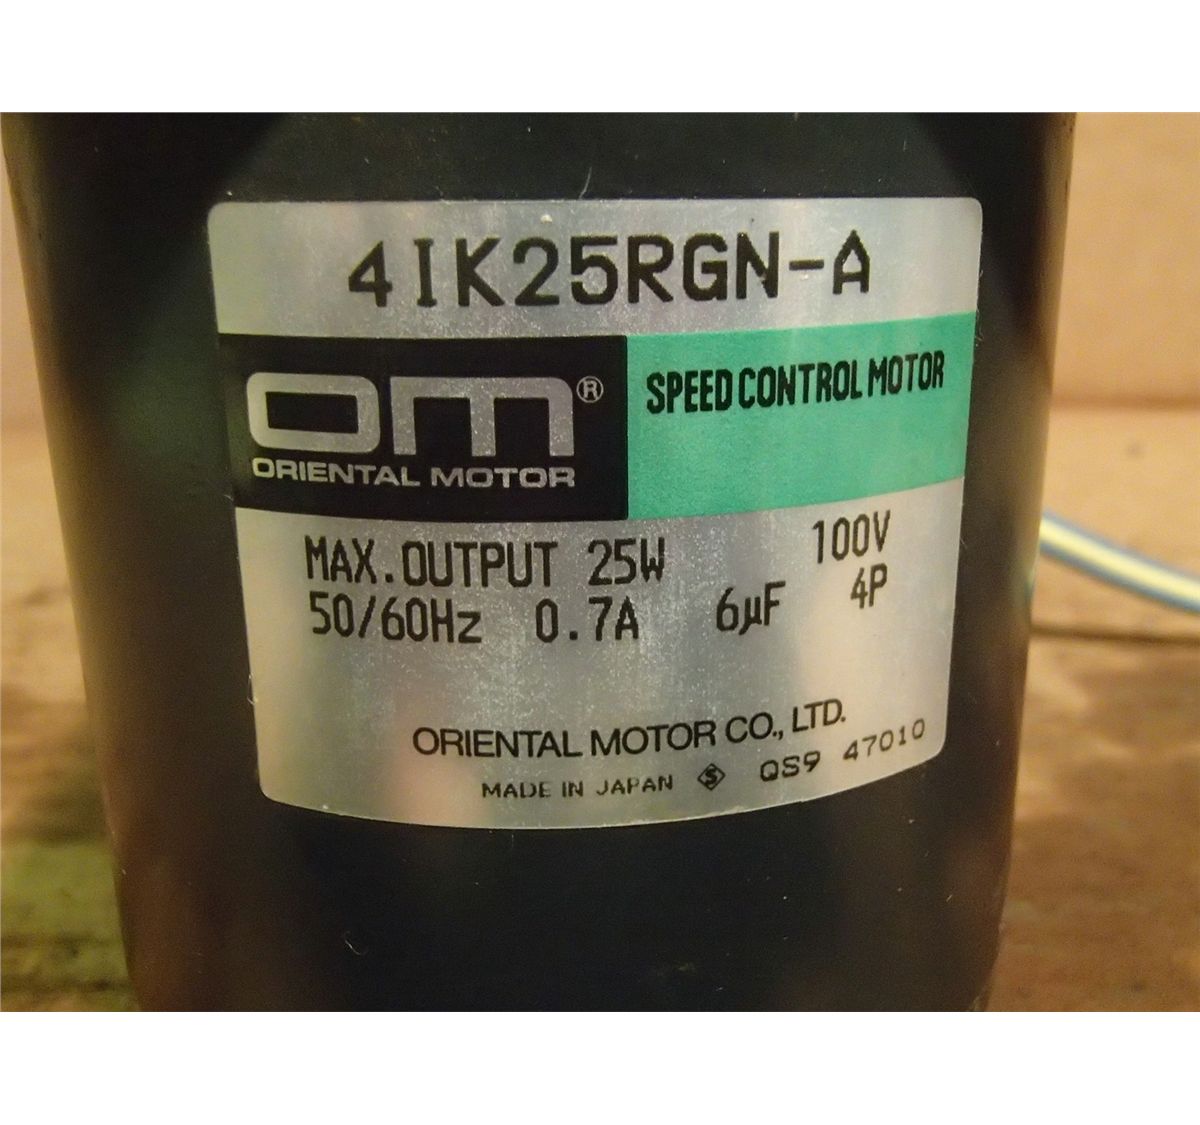 4IK25RGN-A
om®
ORIENTAL MOTOR
SPEED CONTROL MOTOR
MAX.OUTPUT 25W 100V
50/60Hz 0.7A 6µF 4P
ORIENTAL MOTOR CO., LTD.
MADE IN JAPAN S QS9 47010